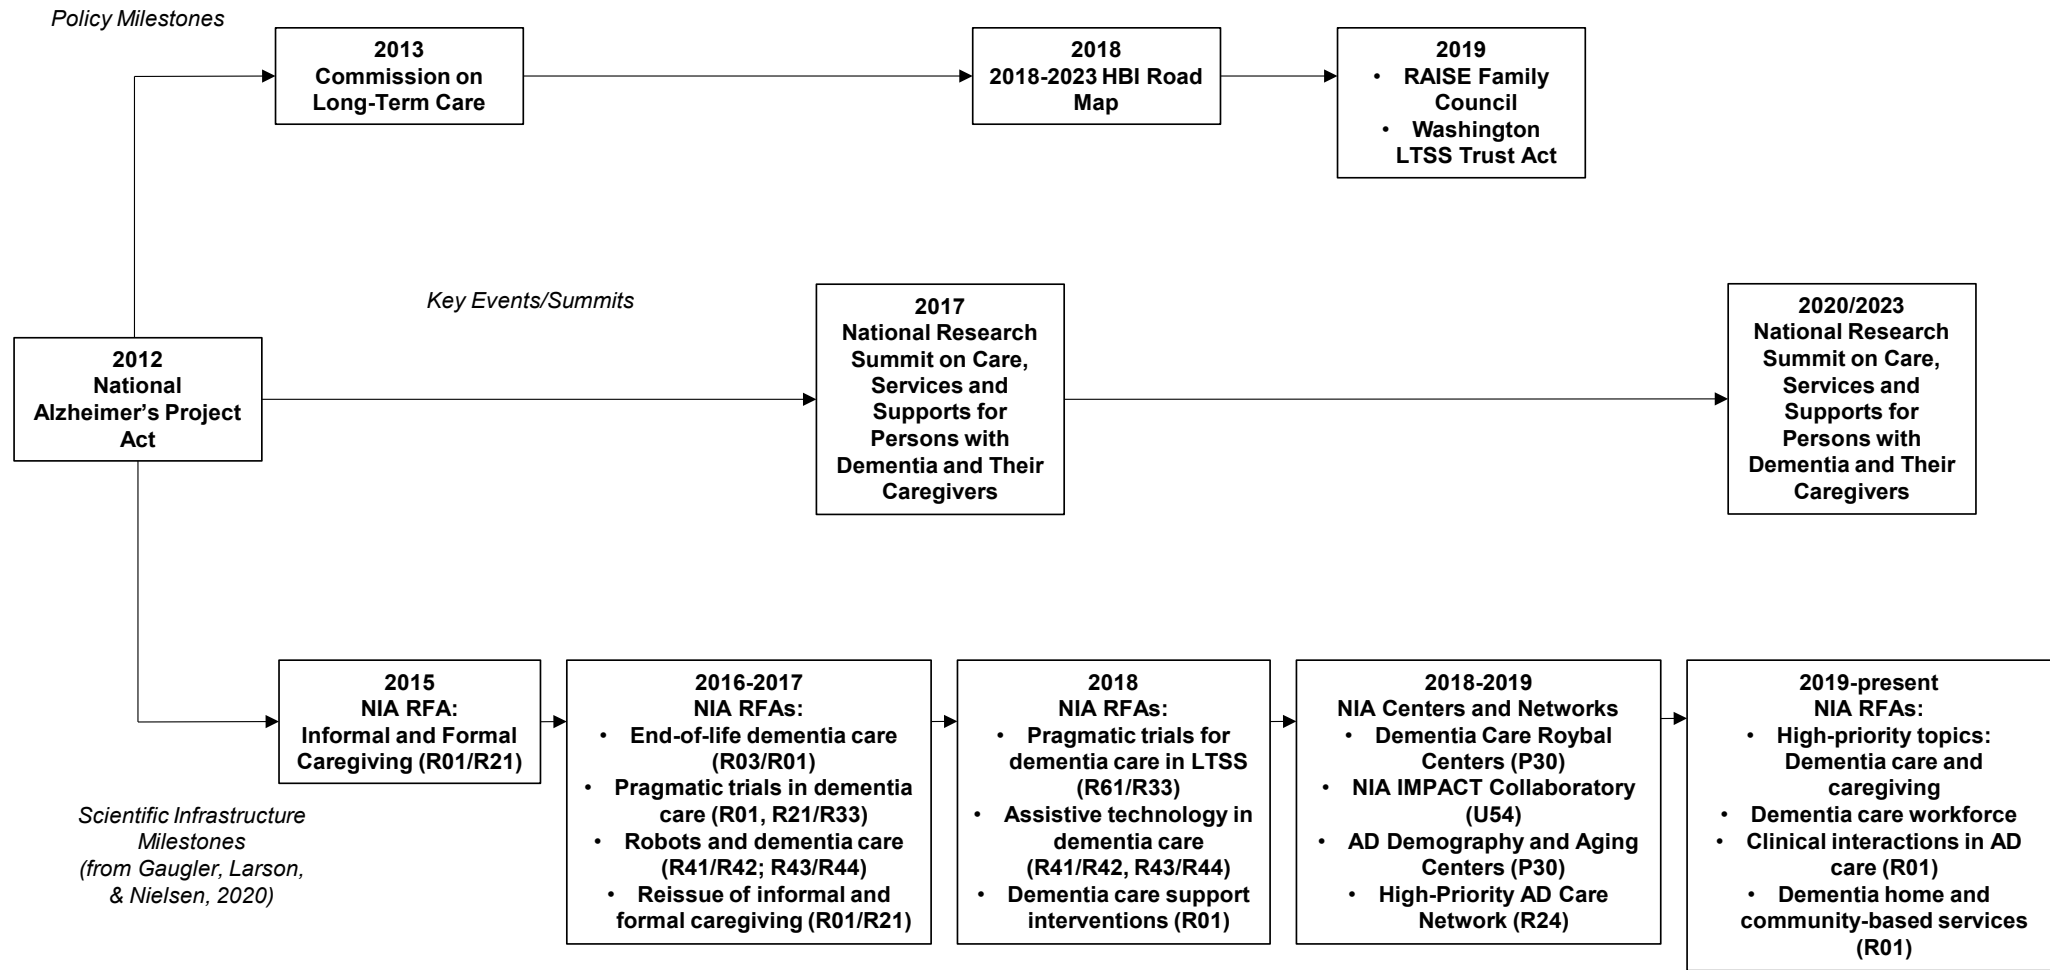 Policy Milestones
2013
Commission on
Long-Term Care
2018
2018-2023 HBI Road
Map
2019
• RAISE Family
Council
• Washington
LTSS Trust Act
Key Events/Summits
2012
National
Alzheimer’s Project
Act
2017
National Research
Summit on Care,
Services and
Supports for
Persons with
Dementia and Their
Caregivers
2020/2023
National Research
Summit on Care,
Services and
Supports for
Persons with
Dementia and Their
Caregivers
Scientific Infrastructure
Milestones
(from Gaugler, Larson,
& Nielsen, 2020)
2015
NIA RFA:
Informal and Formal
Caregiving (R01/R21)
2016-2017
NIA RFAs:
• End-of-life dementia care
(R03/R01)
• Pragmatic trials in dementia
care (R01, R21/R33)
• Robots and dementia care
(R41/R42; R43/R44)
• Reissue of informal and
formal caregiving (R01/R21)
2018
NIA RFAs:
• Pragmatic trials for
dementia care in LTSS
(R61/R33)
• Assistive technology in
dementia care
(R41/R42, R43/R44)
• Dementia care support
interventions (R01)
2018-2019
NIA Centers and Networks
• Dementia Care Roybal
Centers (P30)
• NIA IMPACT Collaboratory
(U54)
• AD Demography and Aging
Centers (P30)
• High-Priority AD Care
Network (R24)
2019-present
NIA RFAs:
• High-priority topics:
Dementia care and
caregiving
• Dementia care workforce
• Clinical interactions in AD
care (R01)
• Dementia home and
community-based services
(R01)